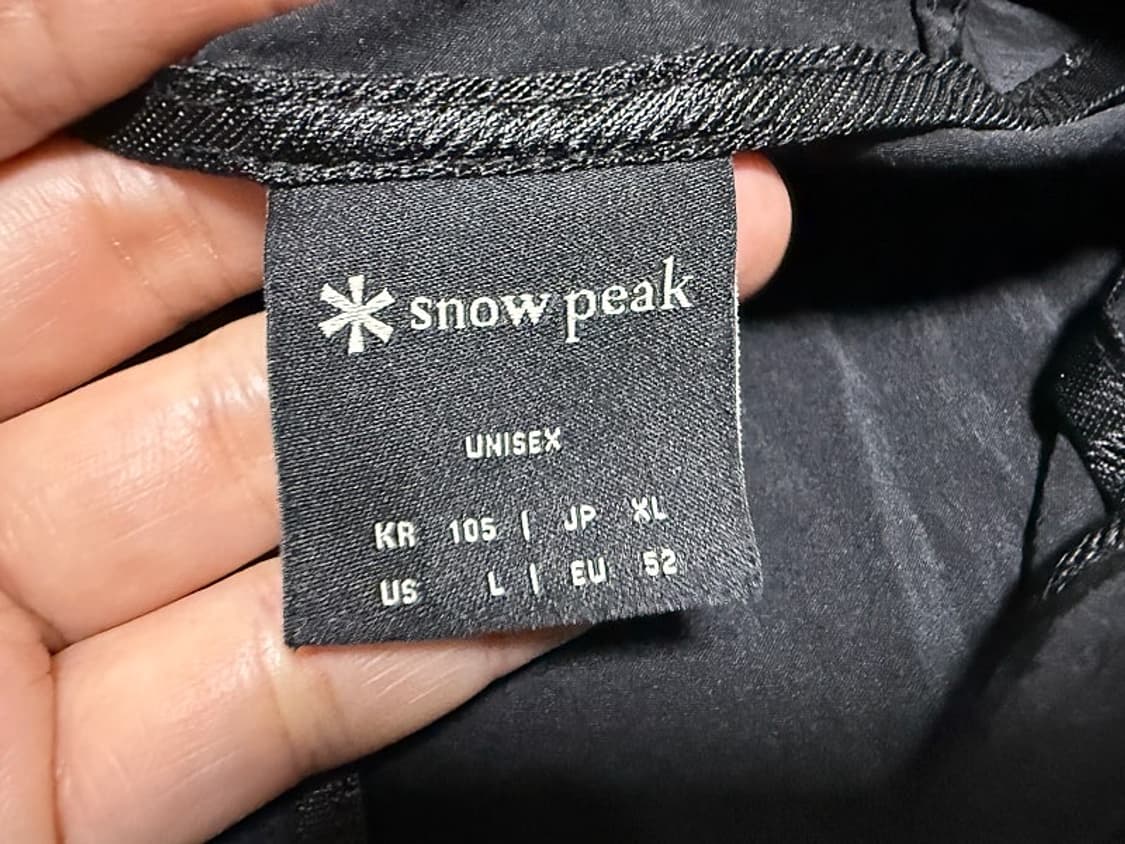 snow peak
UNISEX
KR 105 | JP XL
US L | EU 52